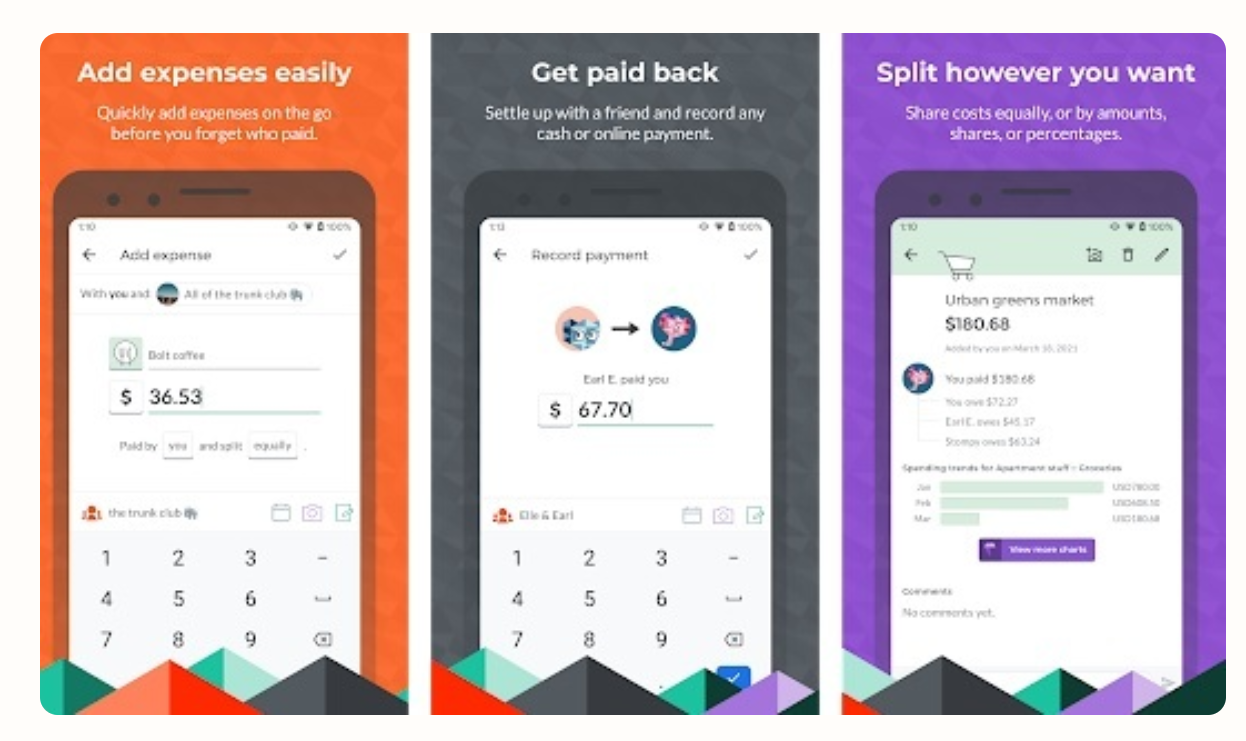 Add expenses easily
Quickly add expenses on the go
before you forget who paid.
1:10
100%
Add expense
With you and: All of the trunk club
Bolt coffee
$ 36.53
Paid by you and split equally .
the trunk club
1 2 3 –
4 5 6
7 8 9
Get paid back
Settle up with a friend and record any
cash or online payment.
1:13
100%
Record payment
Earl E. paid you
$ 67.70
Elle & Earl
1 2 3 –
4 5 6
7 8 9
.
Split however you want
Share costs equally, or by amounts,
shares, or percentages.
1:10
100%
Urban greens market
$180.68
Added by you on March 18, 2021
You paid $180.68
You owe $72.27
Earl E. owes $45.17
Stomps owes $63.24
Spending trends for Apartment stuff – Groceries
Jan
Feb
Mar USD180.68
View more charts
Comments
No comments yet.